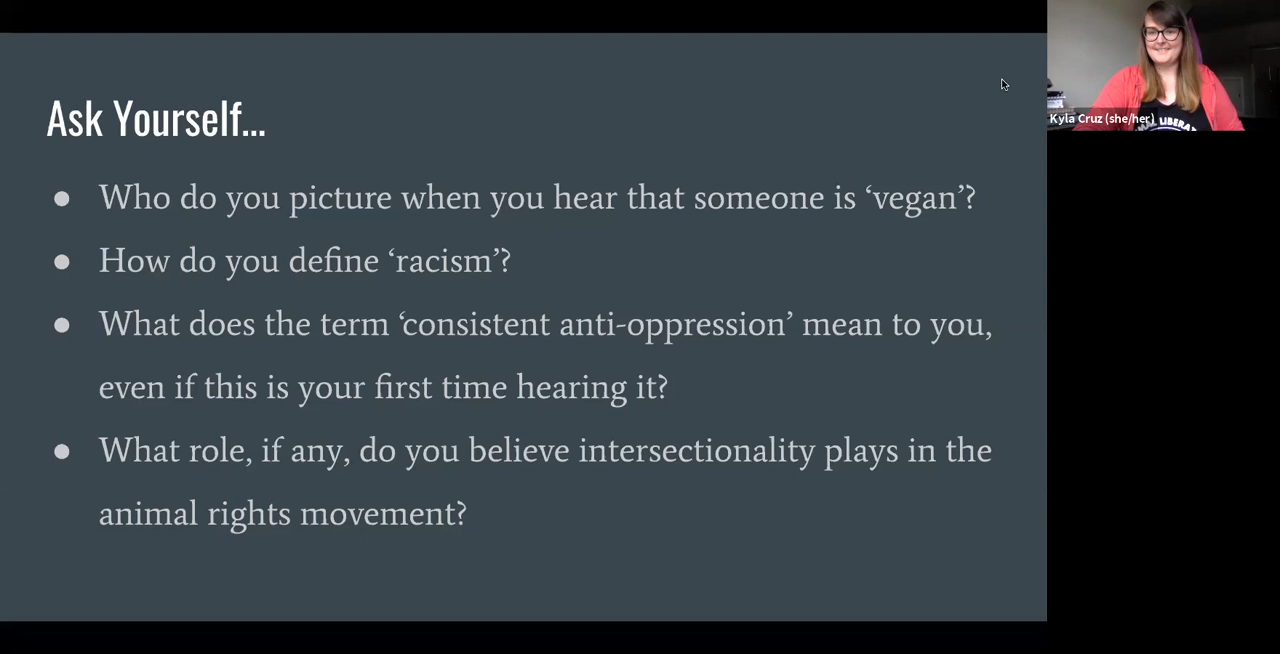 Ask Yourself...
● Who do you picture when you hear that someone is ‘vegan’?
● How do you define ‘racism’?
● What does the term ‘consistent anti-oppression’ mean to you,
even if this is your first time hearing it?
● What role, if any, do you believe intersectionality plays in the
animal rights movement?
Kyla Cruz (she/her)